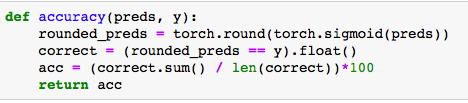 def accuracy(preds, y):
    rounded_preds = torch.round(torch.sigmoid(preds))
    correct = (rounded_preds == y).float()
    acc = (correct.sum() / len(correct))*100
    return acc